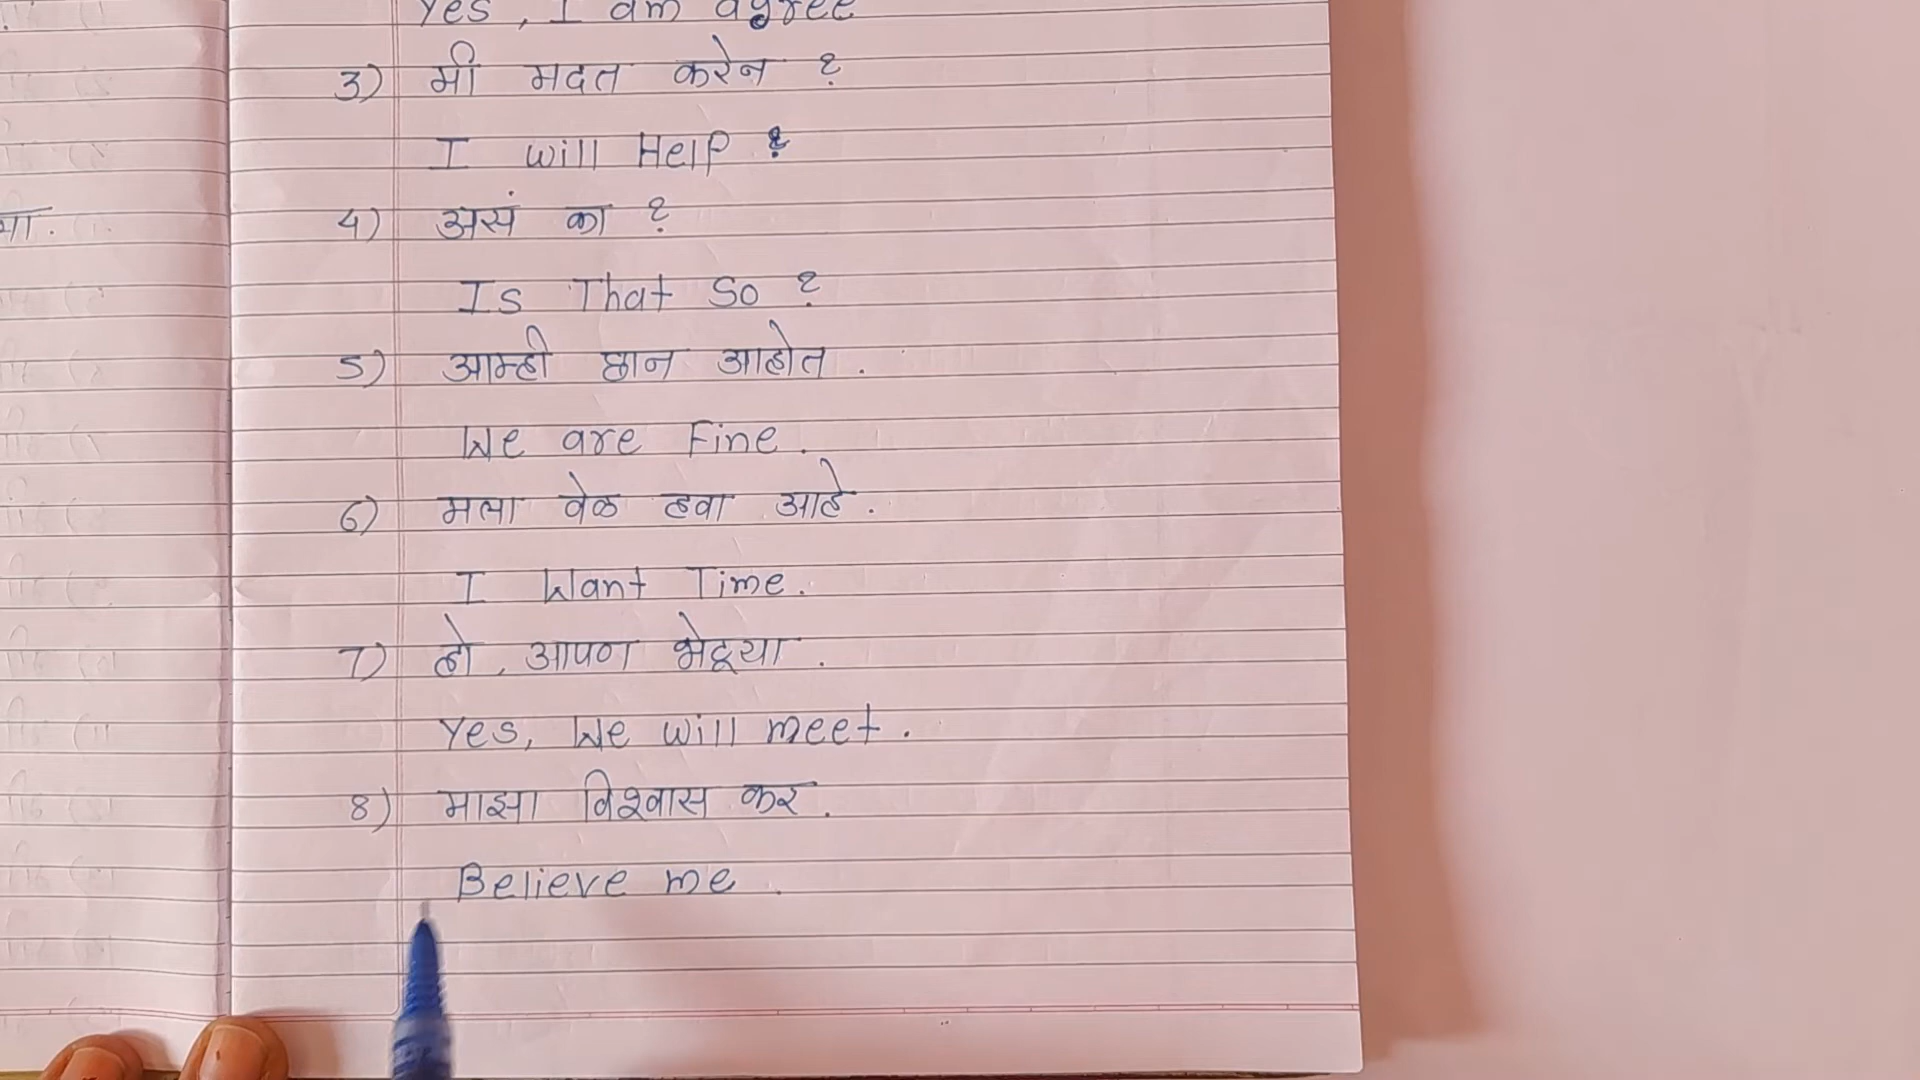 Yes, I am agree
3) मी मदत करेन ?
I will Help ?
4) असं का ?
Is That So ?
5) आम्ही छान आहोत .
We are Fine .
6) मला वेळ हवा आहे .
I Want Time .
7) हो , आपण भेटूया .
Yes, We will meet .
8) माझा विश्वास कर .
Believe me .